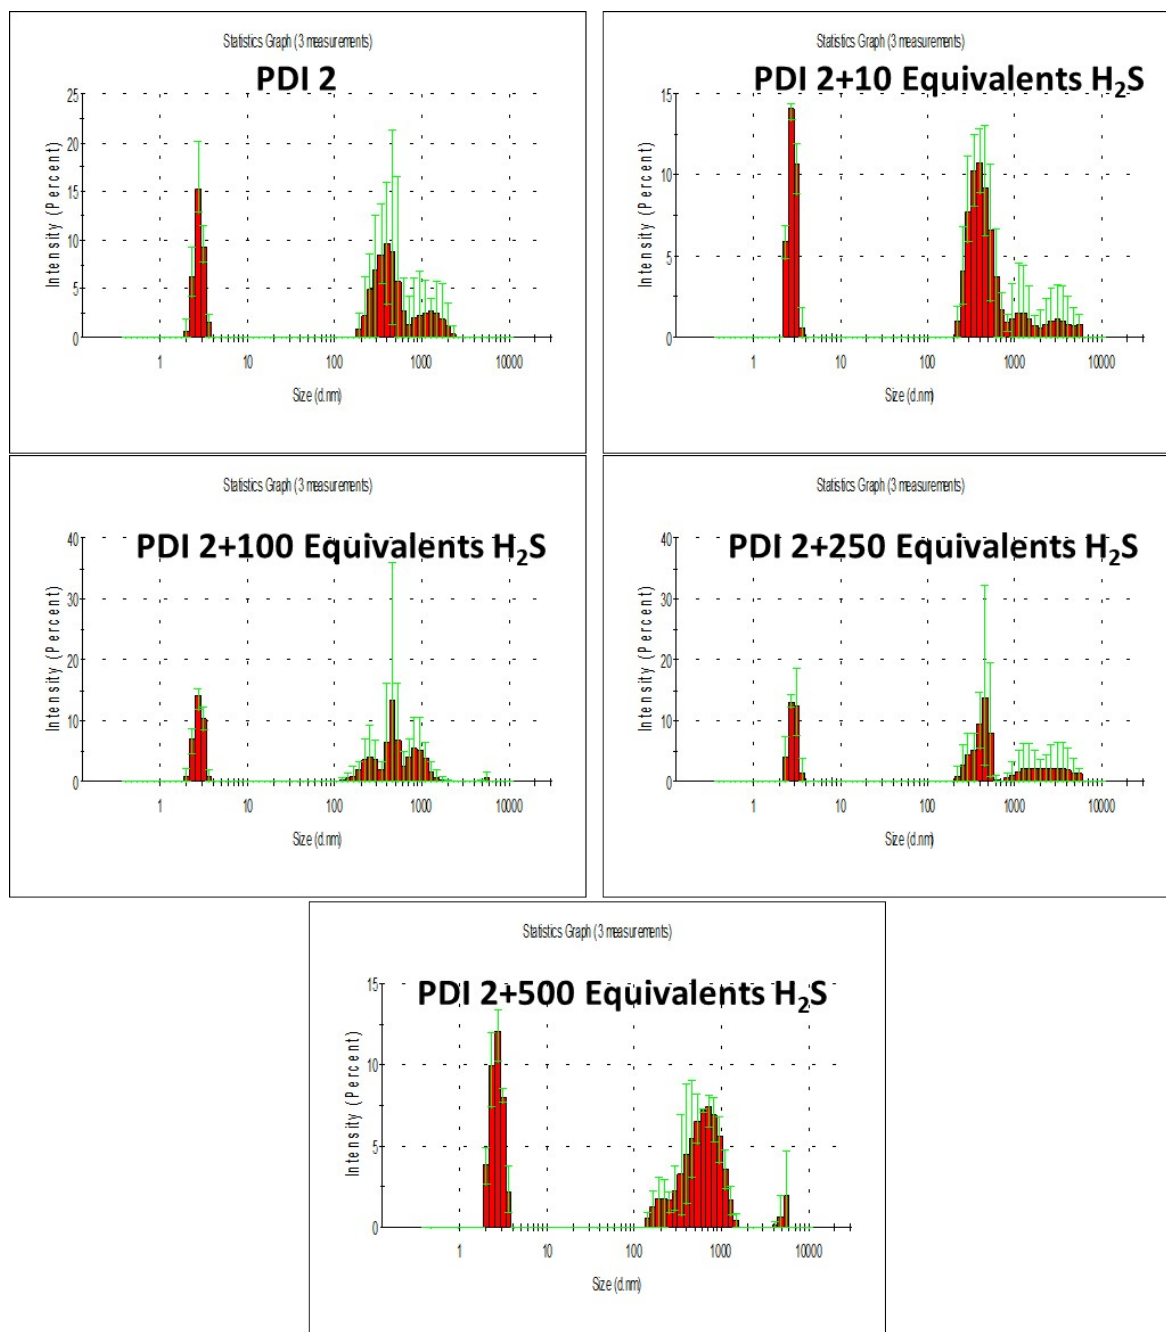 Statistics Graph (3 measurements)
PDI 2
Intensity (Percent)
25
20
15
10
5
0
1 10 100 1000 10000
Size (d.nm)
Statistics Graph (3 measurements)
PDI 2+10 Equivalents H₂S
Intensity (Percent)
15
10
5
0
1 10 100 1000 10000
Size (d.nm)
Statistics Graph (3 measurements)
PDI 2+100 Equivalents H₂S
Intensity (Percent)
40
30
20
10
0
1 10 100 1000 10000
Size (d.nm)
Statistics Graph (3 measurements)
PDI 2+250 Equivalents H₂S
Intensity (Percent)
40
30
20
10
0
1 10 100 1000 10000
Size (d.nm)
Statistics Graph (3 measurements)
PDI 2+500 Equivalents H₂S
Intensity (Percent)
15
10
5
0
1 10 100 1000 10000
Size (d.nm)